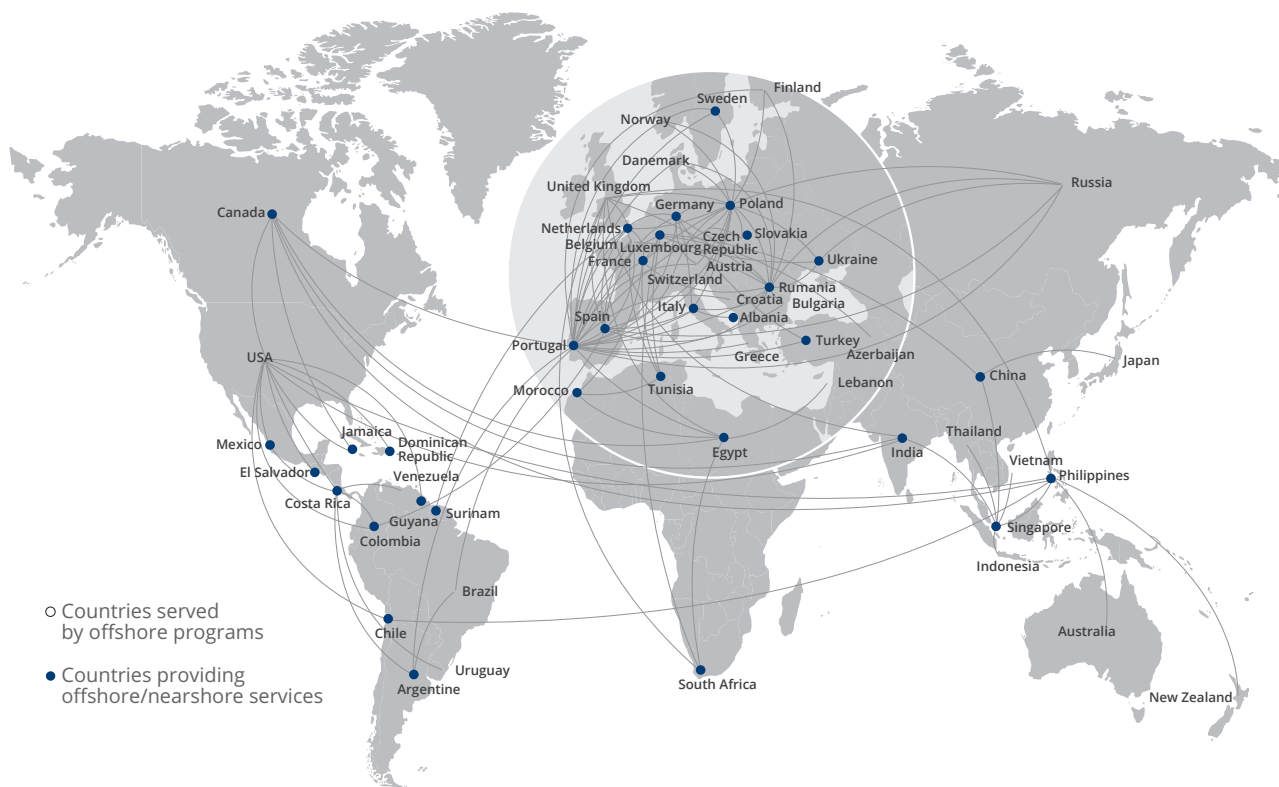 Finland
Sweden
Norway
Danemark
Russia
United Kingdom
Germany
Poland
Canada
Netherlands
Slovakia
Czech
Republic
Belgium
Luxembourg
France
Ukraine
Austria
Switzerland
Rumania
Croatia
Bulgaria
Italy
Spain
Albania
Portugal
Turkey
Azerbaijan
Greece
USA
Japan
China
Lebanon
Morocco
Tunisia
Jamaica
Thailand
Mexico
Dominican
Republic
Egypt
India
Vietnam
El Salvador
Venezuela
Philippines
Costa Rica
Guyana
Surinam
Singapore
Colombia
Indonesia
Brazil
Countries served
by offshore programs
Chile
Australia
Uruguay
Countries providing
offshore/nearshore services
Argentine
South Africa
New Zealand